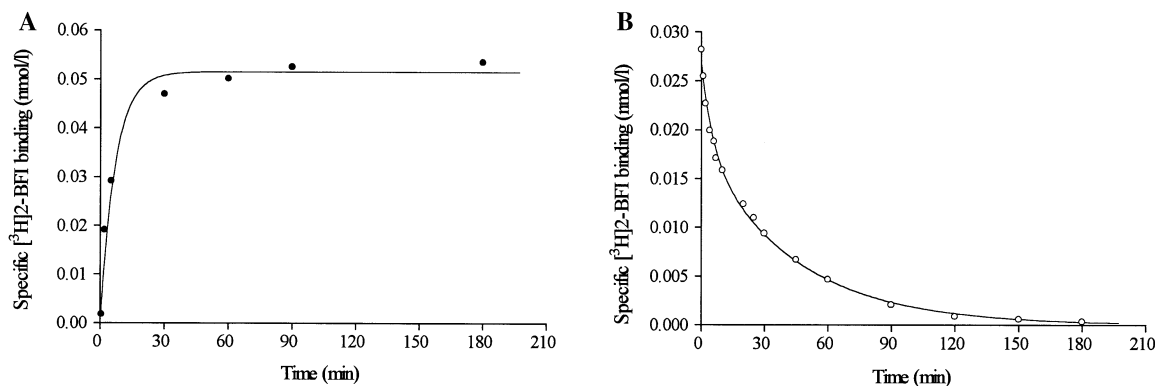 A
Specific [³H]2-BFI binding (nmol/l)
0.06
0.05
0.04
0.03
0.02
0.01
0.00
0 30 60 90 120 150 180 210
Time (min)
B
Specific [³H]2-BFI binding (nmol/l)
0.030
0.025
0.020
0.015
0.010
0.005
0.000
0 30 60 90 120 150 180 210
Time (min)